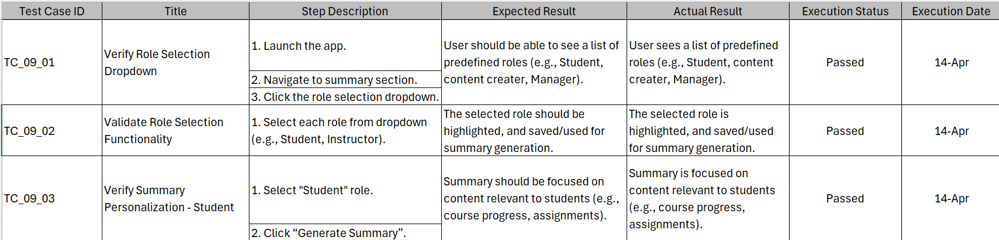 Test Case ID Title Step Description Expected Result Actual Result Execution Status Execution Date
TC_09_01
Verify Role Selection
Dropdown
1. Launch the app.
2. Navigate to summary section.
3. Click the role selection dropdown.
User should be able to see a list of
predefined roles (e.g., Student,
content creater, Manager).
User sees a list of predefined
roles (e.g., Student, content
creater, Manager).
Passed
14-Apr
TC_09_02
Validate Role Selection
Functionality
1. Select each role from dropdown
(e.g., Student, Instructor).
The selected role should be
highlighted, and saved/used for
summary generation.
The selected role is
highlighted, and saved/used
for summary generation.
Passed
14-Apr
TC_09_03
Verify Summary
Personalization - Student
1. Select "Student" role.
2. Click “Generate Summary”.
Summary should be focused on
content relevant to students (e.g.,
course progress, assignments).
Summary is focused on
content relevant to students
(e.g., course progress,
assignments).
Passed
14-Apr